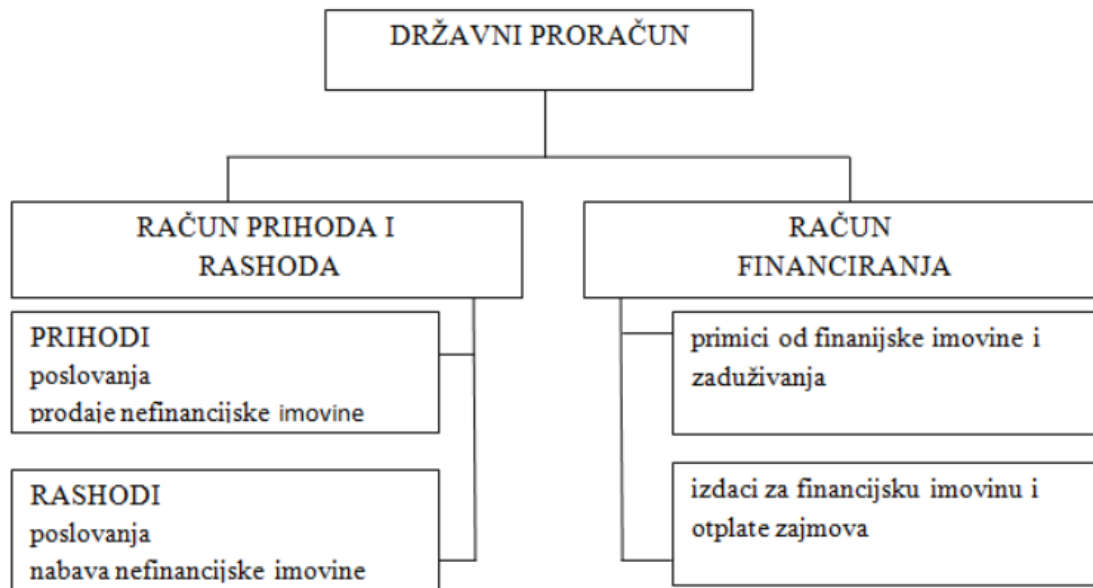 DRŽAVNI PRORAČUN
RAČUN PRIHODA I
RASHODA
PRIHODI
poslovanja
prodaje nefinancijske imovine
RASHODI
poslovanja
nabava nefinancijske imovine
RAČUN
FINANCIRANJA
primici od finanijske imovine i
zaduživanja
izdaci za financijsku imovinu i
otplate zajmova